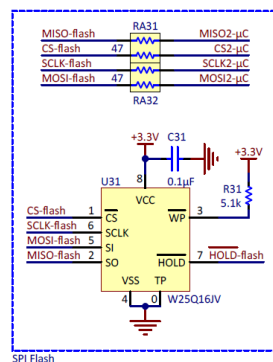 RA31
MISO-flash MISO2-µC
CS-flash 47 CS2-µC
SCLK-flash SCLK2-µC
MOSI-flash 47 MOSI2-µC
RA32
+3.3V C31 +3.3V
8 0.1µF
U31 VCC R31
5.1k
CS-flash 1 CS WP 3
SCLK-flash 6 SCLK
MOSI-flash 5 SI
MISO-flash 2 SO HOLD 7 HOLD-flash
VSS TP
4 0 W25Q16JV
SPI Flash